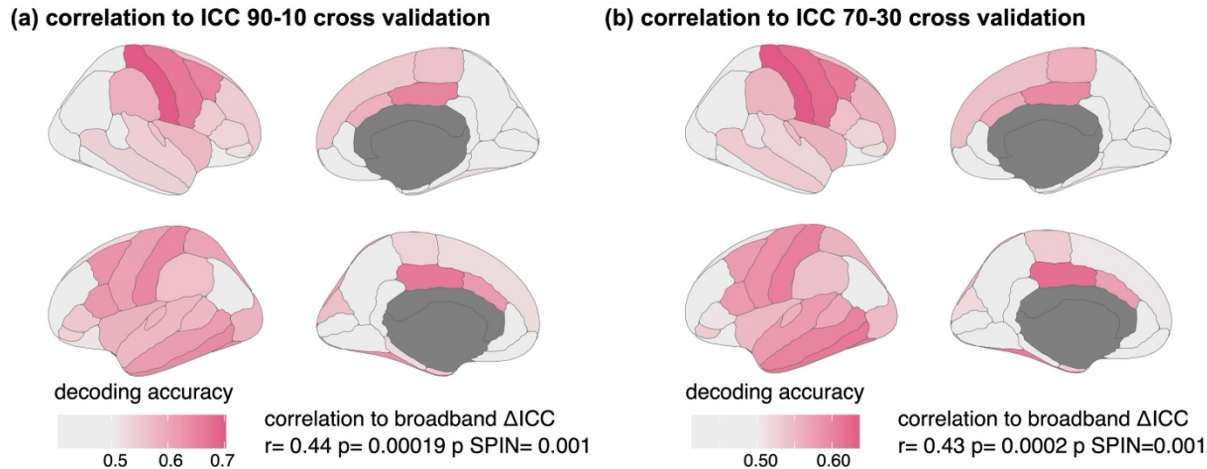 (a) correlation to ICC 90-10 cross validation
decoding accuracy
0.5 0.6 0.7
correlation to broadband ΔICC
r= 0.44 p= 0.00019 p SPIN= 0.001
(b) correlation to ICC 70-30 cross validation
decoding accuracy
0.50 0.60
correlation to broadband ΔICC
r= 0.43 p= 0.0002 p SPIN=0.001